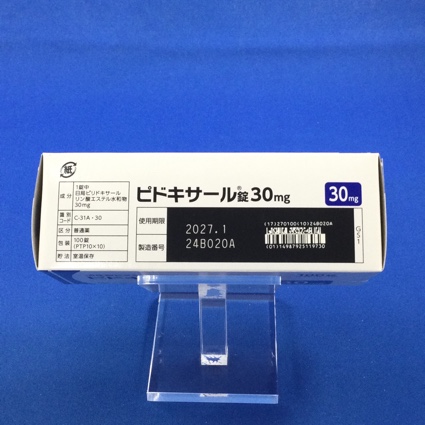 紙
成分
1錠中
日局ピリドキサール
リン酸エステル水和物
30mg
識別コード
C-31A・30
区分
普通薬
包装
100錠
(PTP10×10)
貯法
室温保存
ピドキサール®錠30mg
30mg
使用期限
2027.1
製造番号
24B020A
(17)270100(10)24B020A
(01)14987923119730
GS1